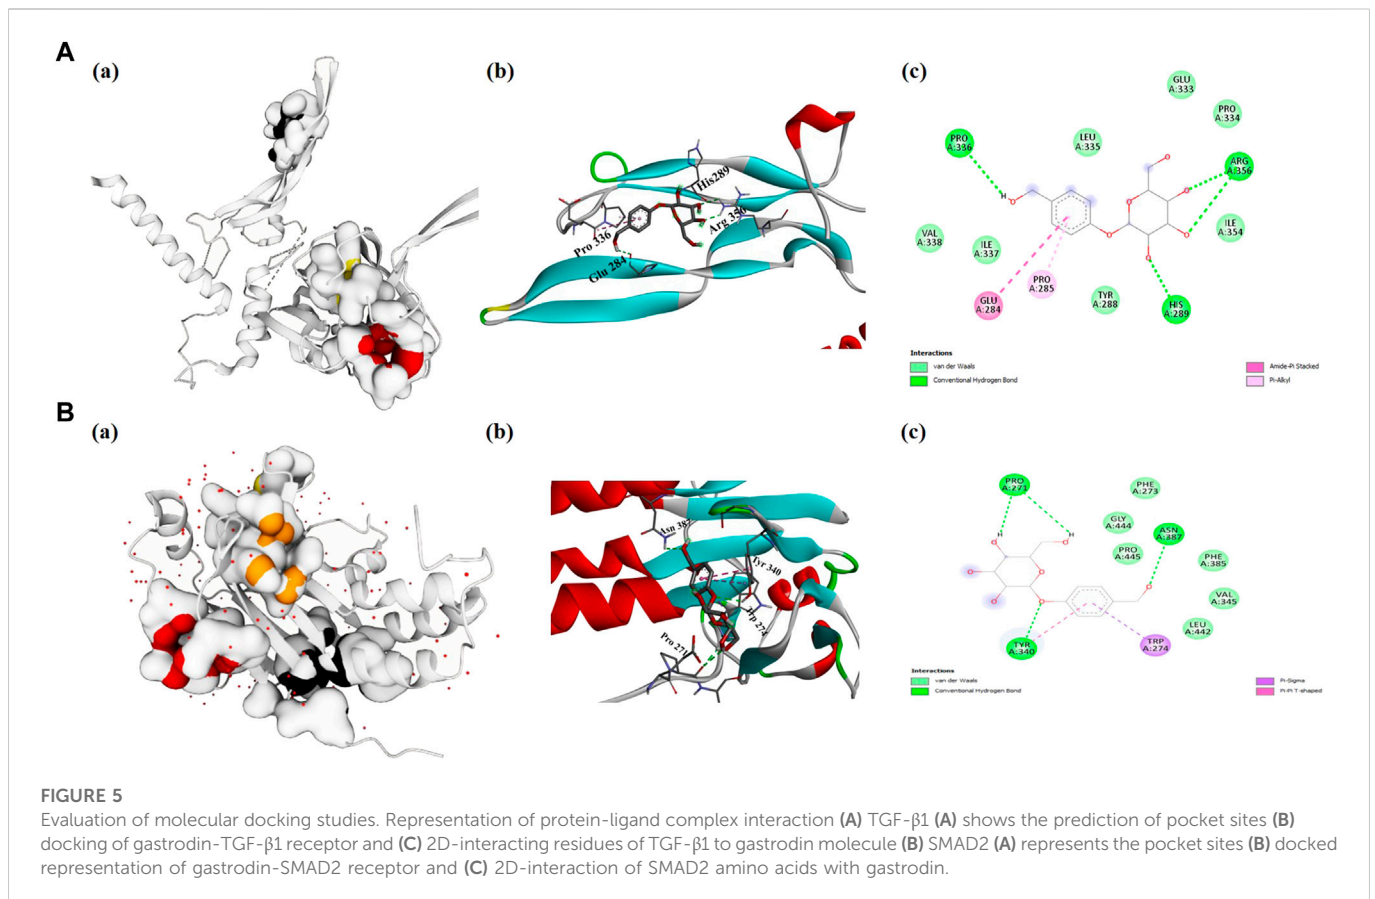 A
(a)
(b)
(c)
His289
Pro 336
Glu 284
GLU
A:333
PRO
A:334
PRO
A:336
LEU
A:335
ARG
A:356
VAL
A:338
ILE
A:337
ILE
A:354
PRO
A:285
GLU
A:284
TYR
A:288
HIS
A:289
H
O
O
O
O
O
O
O
Interactions
van der Waals
Conventional Hydrogen Bond
Amide-Pi Stacked
Pi-Alkyl
B
(a)
(b)
(c)
Asn 387
Tyr 340
Trp 274
Pro 271
PRO
A:271
PHE
A:273
GLY
A:444
ASN
A:387
PRO
A:445
PHE
A:385
VAL
A:345
LEU
A:442
TYR
A:340
TRP
A:274
H
H
O
O
O
O
O
O
O
Interactions
van der Waals
Conventional Hydrogen Bond
Pi-Sigma
Pi-Pi T-shaped
FIGURE 5
Evaluation of molecular docking studies. Representation of protein-ligand complex interaction (A) TGF-β1 (A) shows the prediction of pocket sites (B)
docking of gastrodin-TGF-β1 receptor and (C) 2D-interacting residues of TGF-β1 to gastrodin molecule (B) SMAD2 (A) represents the pocket sites (B) docked
representation of gastrodin-SMAD2 receptor and (C) 2D-interaction of SMAD2 amino acids with gastrodin.